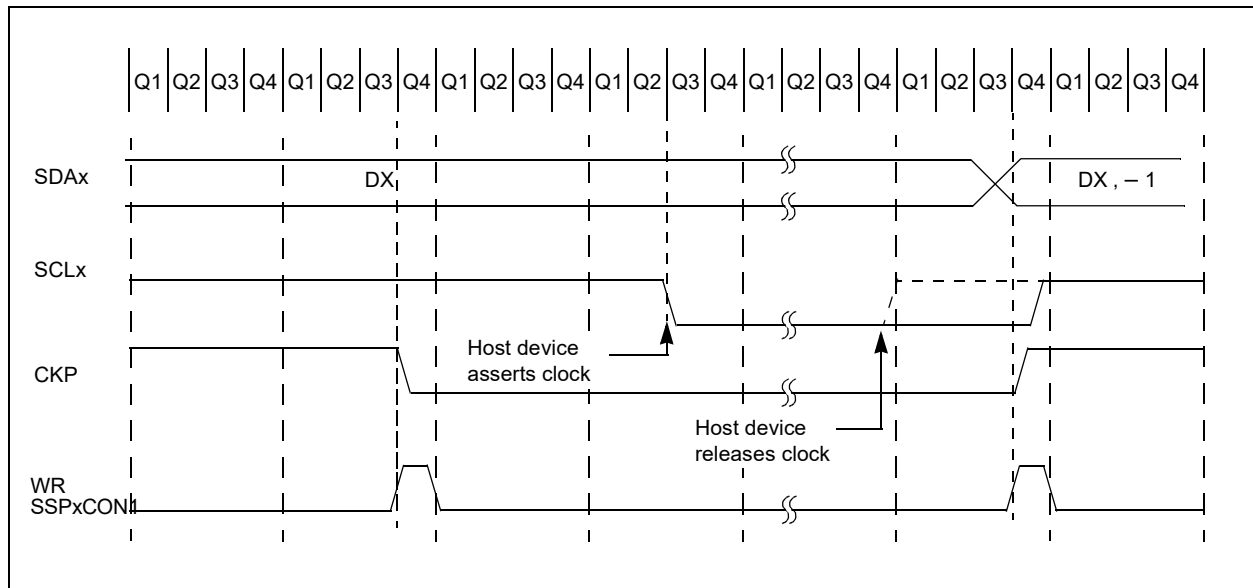 Q1 Q2 Q3 Q4 Q1 Q2 Q3 Q4 Q1 Q2 Q3 Q4 Q1 Q2 Q3 Q4 Q1 Q2 Q3 Q4 Q1 Q2 Q3 Q4 Q1 Q2 Q3 Q4
SDAx
DX
DX , – 1
SCLx
Host device
asserts clock
CKP
Host device
releases clock
WR
SSPxCON1